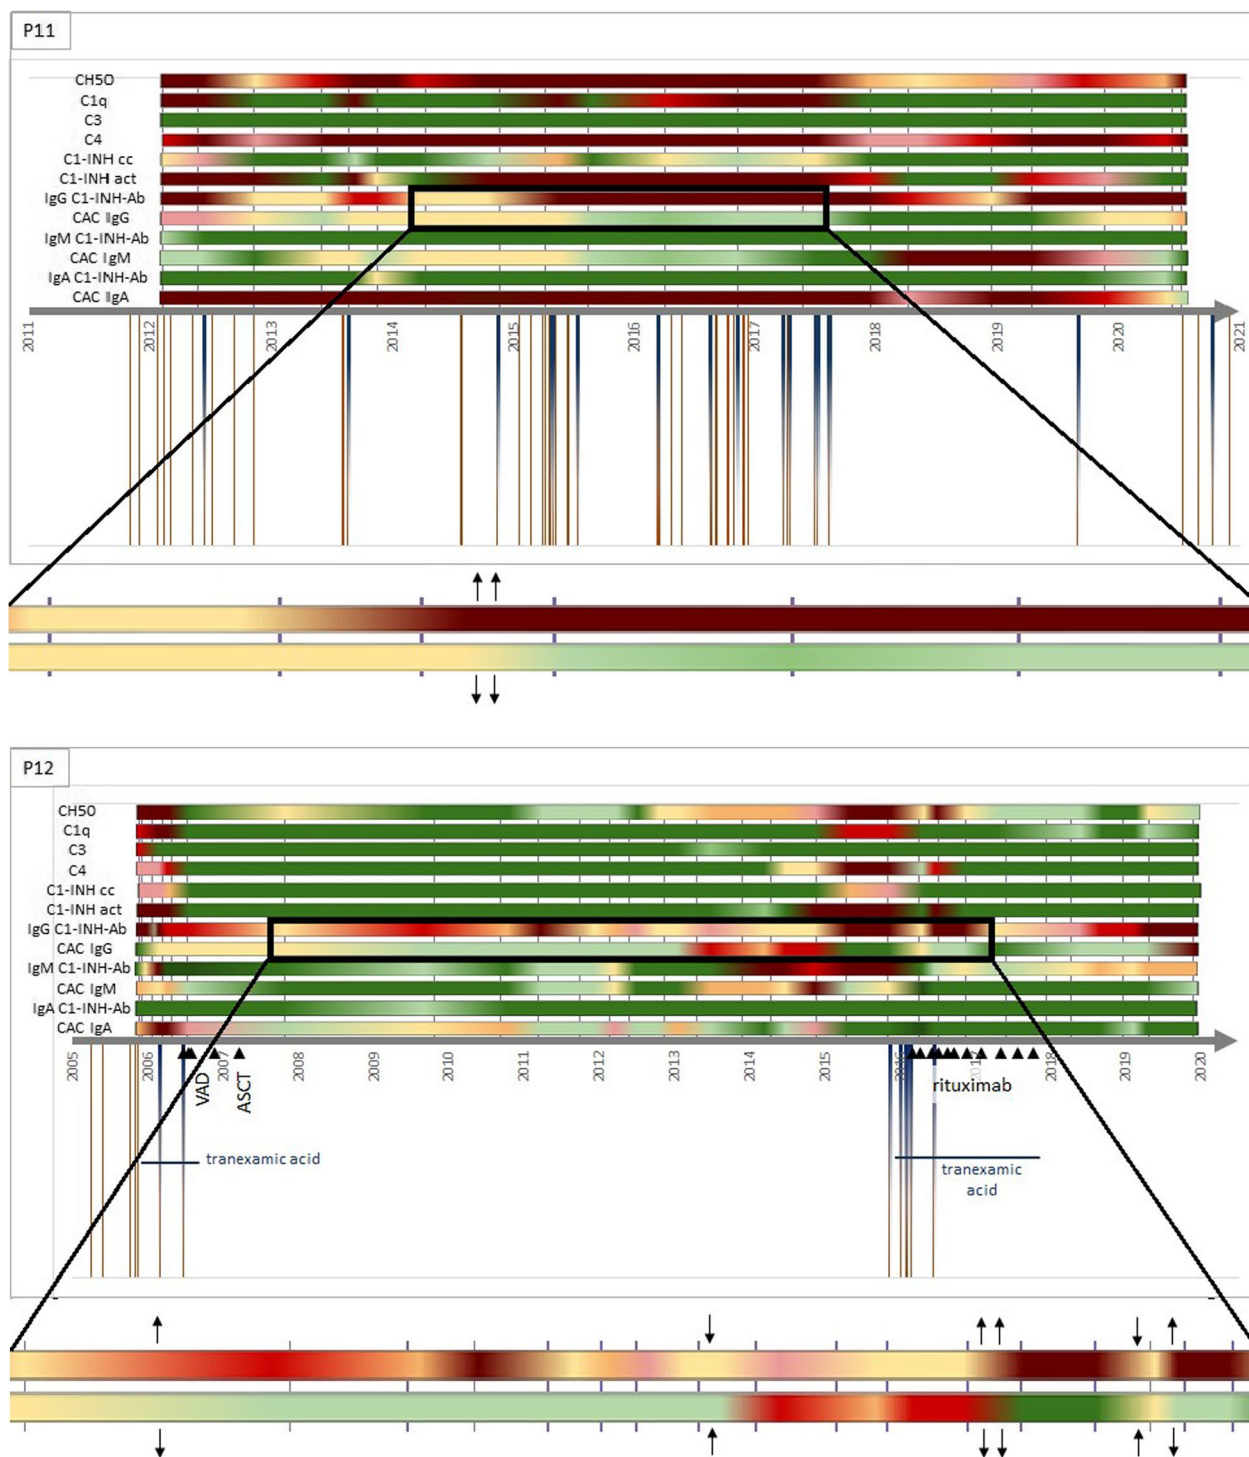 P11
CH50
C1q
C3
C4
C1-INH cc
C1-INH act
IgG C1-INH-Ab
CAC IgG
IgM C1-INH-Ab
CAC IgM
IgA C1-INH-Ab
CAC IgA
2011 2012 2013 2014 2015 2016 2017 2018 2019 2020 2021
P12
CH50
C1q
C3
C4
C1-INH cc
C1-INH act
IgG C1-INH-Ab
CAC IgG
IgM C1-INH-Ab
CAC IgM
IgA C1-INH-Ab
CAC IgA
2005 2006 2007 2008 2009 2010 2011 2012 2013 2014 2015 2016 2017 2018 2019 2020
VAD
ASCT
rituximab
tranexamic acid
tranexamic
acid